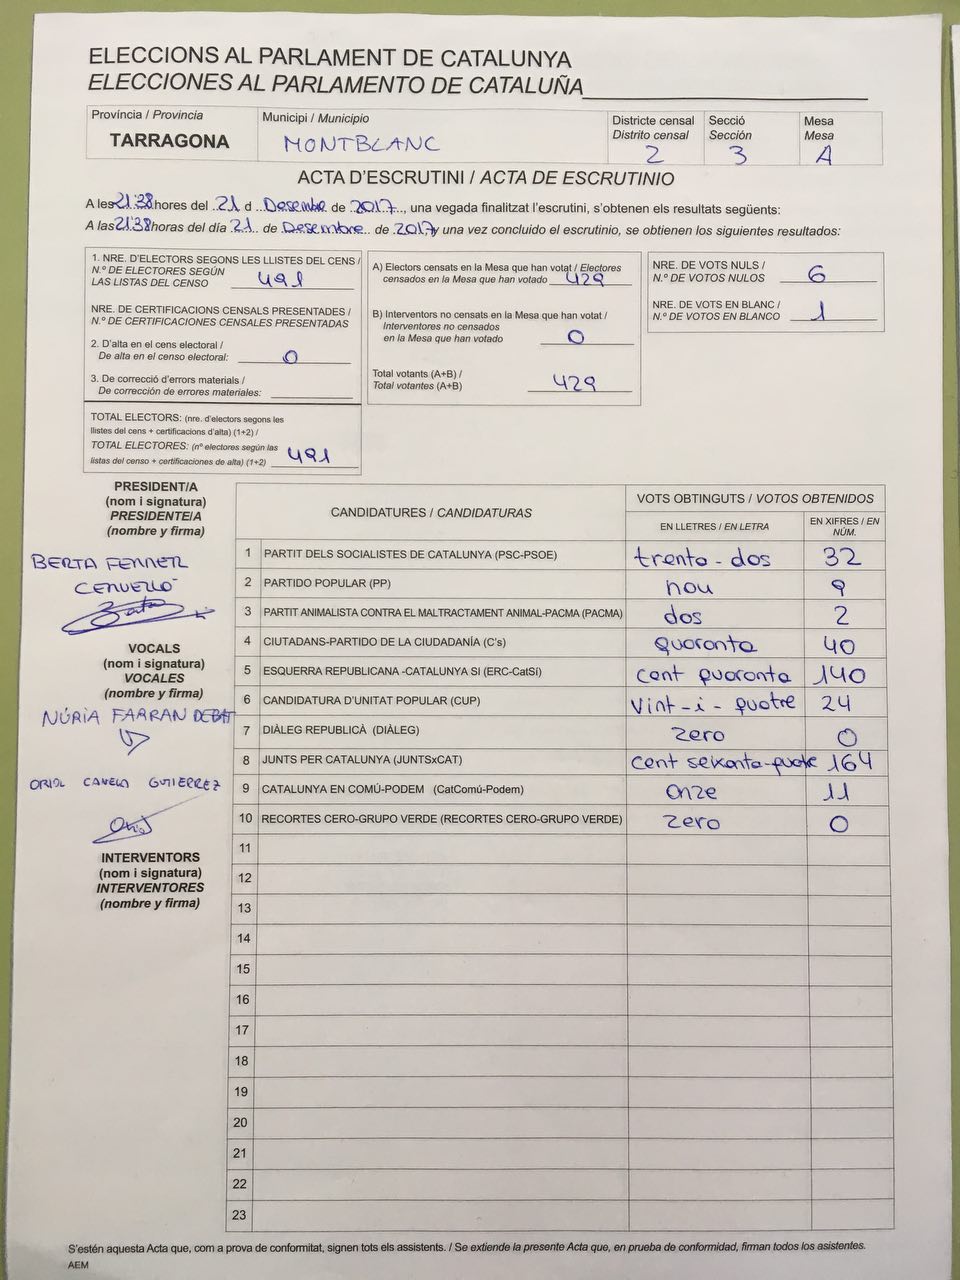 ELECCIONS AL PARLAMENT DE CATALUNYA
ELECCIONES AL PARLAMENTO DE CATALUÑA
Província / Provincia
TARRAGONA
Municipi / Municipio
MONTBLANC
Districte censal
Distrito censal
2
Secció
Sección
3
Mesa
Mesa
A
ACTA D'ESCRUTINI / ACTA DE ESCRUTINIO
A les 21:38 hores del 21 d Desembre de 2017, una vegada finalitzat l'escrutini, s'obtenen els resultats següents:
A las 21:38 horas del día 21 de Desembre de 2017 y una vez concluido el escrutinio, se obtienen los siguientes resultados:
1. NRE. D'ELECTORS SEGONS LES LLISTES DEL CENS /
N.º DE ELECTORES SEGÚN
LAS LISTAS DEL CENSO 491
NRE. DE CERTIFICACIONS CENSALS PRESENTADES /
N.º DE CERTIFICACIONES CENSALES PRESENTADAS
2. D'alta en el cens electoral /
De alta en el censo electoral: 0
3. De correcció d'errors materials /
De corrección de errores materiales:
TOTAL ELECTORS: (nre. d'electors segons les
llistes del cens + certificacions d'alta) (1+2) /
TOTAL ELECTORES: (nº electores según las
listas del censo + certificaciones de alta) (1+2) 491
A) Electors censats en la Mesa que han votat / Electores
censados en la Mesa que han votado 429
B) Interventors no censats en la Mesa que han votat /
Interventores no censados
en la Mesa que han votado 0
Total votants (A+B) /
Total votantes (A+B) 429
NRE. DE VOTS NULS /
N.º DE VOTOS NULOS 6
NRE. DE VOTS EN BLANC /
N.º DE VOTOS EN BLANCO 1
PRESIDENT/A
(nom i signatura)
PRESIDENTE/A
(nombre y firma)
BERTA FERRER
CERVELLÓ
VOCALS
(nom i signatura)
VOCALES
(nombre y firma)
NÚRIA FARRAN DEBAT
ORIOL CANELA GUTIERREZ
INTERVENTORS
(nom i signatura)
INTERVENTORES
(nombre y firma)
CANDIDATURES / CANDIDATURAS
VOTS OBTINGUTS / VOTOS OBTENIDOS
EN LLETRES / EN LETRA
EN XIFRES / EN NÚM.
1 PARTIT DELS SOCIALISTES DE CATALUNYA (PSC-PSOE) trenta-dos 32
2 PARTIDO POPULAR (PP) nou 9
3 PARTIT ANIMALISTA CONTRA EL MALTRACTAMENT ANIMAL-PACMA (PACMA) dos 2
4 CIUTADANS-PARTIDO DE LA CIUDADANÍA (C's) quaranta 40
5 ESQUERRA REPUBLICANA -CATALUNYA SI (ERC-CatSí) cent quaranta 140
6 CANDIDATURA D'UNITAT POPULAR (CUP) Vint-i-quatre 24
7 DIÀLEG REPUBLICÀ (DIÀLEG) zero 0
8 JUNTS PER CATALUNYA (JUNTSxCAT) cent seixanta-quatre 164
9 CATALUNYA EN COMÚ-PODEM (CatComú-Podem) onze 11
10 RECORTES CERO-GRUPO VERDE (RECORTES CERO-GRUPO VERDE) zero 0
11
12
13
14
15
16
17
18
19
20
21
22
23
S'estén aquesta Acta que, com a prova de conformitat, signen tots els assistents. / Se extiende la presente Acta que, en prueba de conformidad, firman todos los asistentes.
AEM